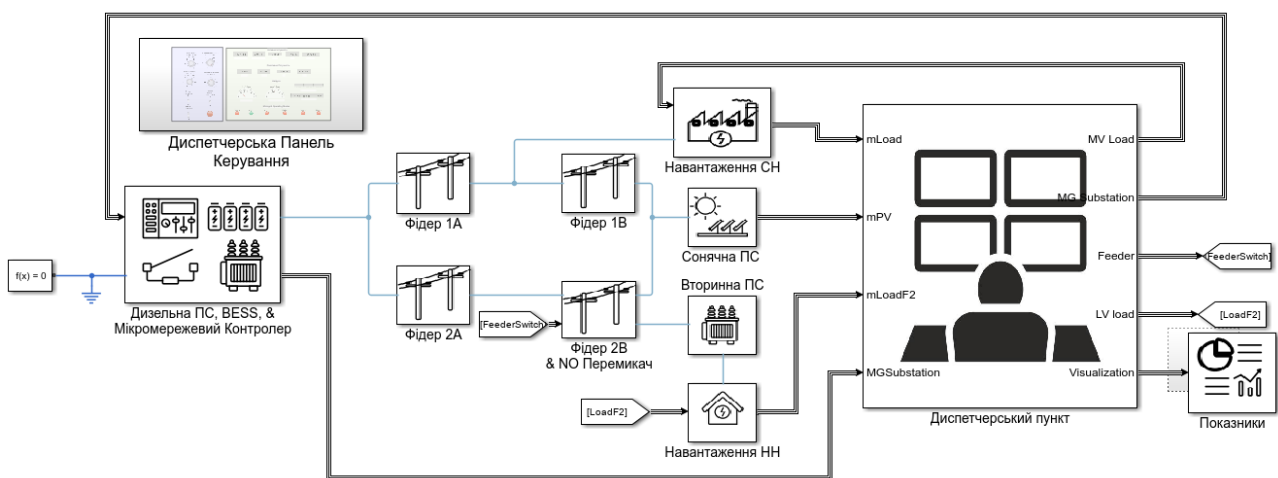 Диспетчерська Панель
Керування
Навантаження СН
mLoad
MV Load
MG Substation
Фідер 1А
Фідер 1В
Сонячна ПС
mPV
f(x) = 0
Дизельна ПС, BESS, &
Мікромережевий Контролер
Feeder
[FeederSwitch]
Вторинна ПС
mLoadF2
LV load
[LoadF2]
Фідер 2А
[FeederSwitch]
Фідер 2В
& NO Перемикач
MGSubstation
Visualization
[LoadF2]
Навантаження НН
Диспетчерський пункт
Показники